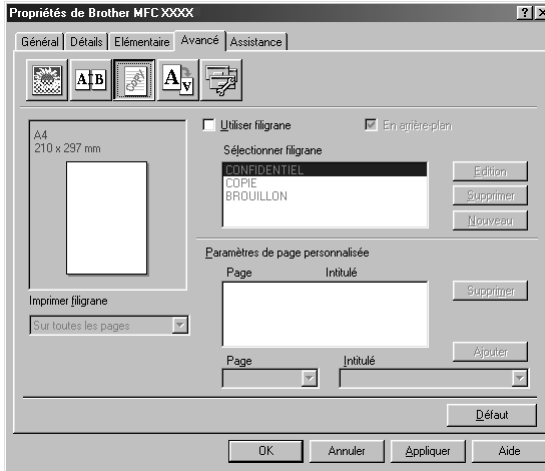 Propriétés de Brother MFC XXXX
Général Détails Elémentaire Avancé Assistance
A4
210 x 297 mm
Utiliser filigrane En arrière-plan
Sélectionner filigrane
CONFIDENTIEL
COPIE
BROUILLON
Edition
Supprimer
Nouveau
Imprimer filigrane
Sur toutes les pages
Paramètres de page personnalisée
Page Intitulé
Supprimer
Ajouter
Page Intitulé
Défaut
OK Annuler Appliquer Aide